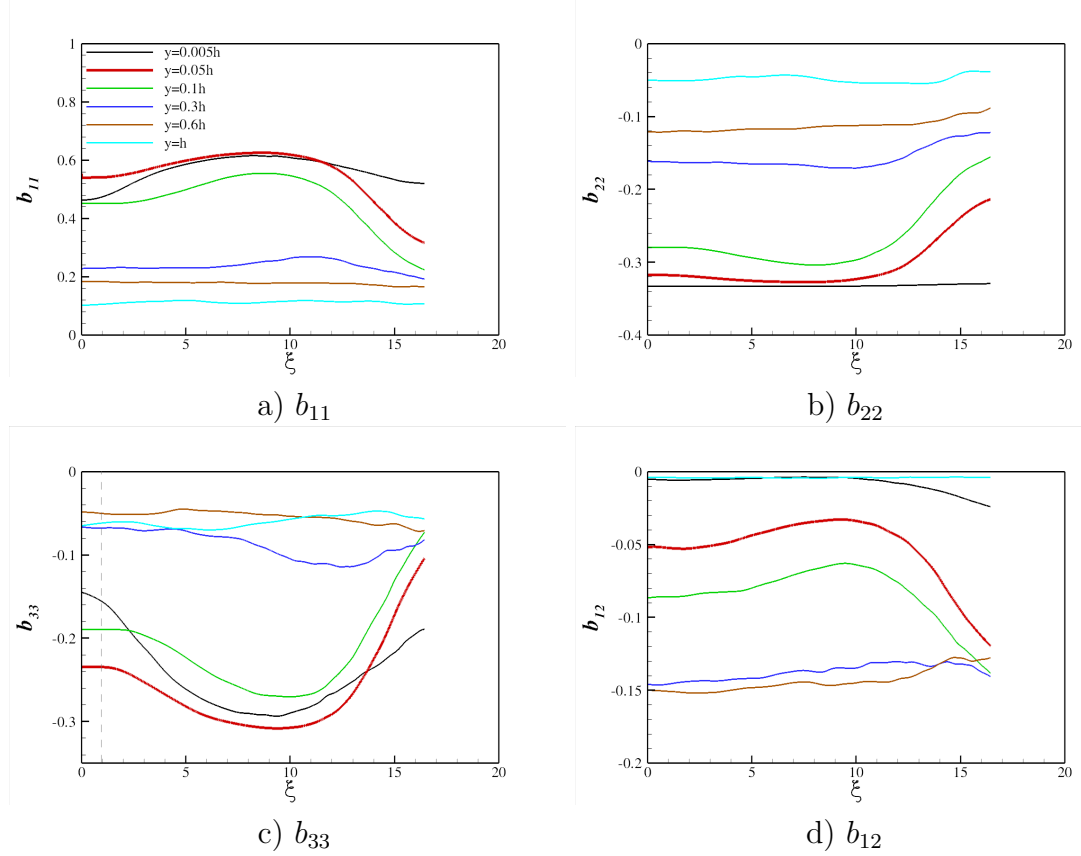 1
0.8
0.6
0.4
0.2
0
b11
0
5
10
15
20
ξ
y=0.005h
y=0.05h
y=0.1h
y=0.3h
y=0.6h
y=h
a) b11
0
-0.1
-0.2
-0.3
-0.4
b22
0
5
10
15
20
ξ
b) b22
0
-0.1
-0.2
-0.3
b33
0
5
10
15
20
ξ
c) b33
0
-0.05
-0.1
-0.15
-0.2
b12
0
5
10
15
20
ξ
d) b12